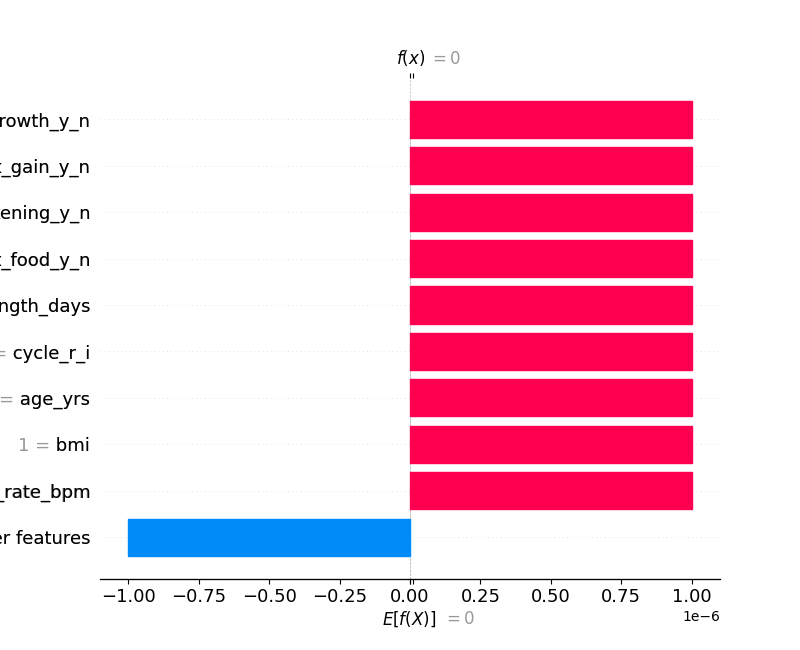 f(x) = 0
rowth_y_n
_gain_y_n
ening_y_n
_food_y_n
ngth_days
= cycle_r_i
= age_yrs
1 = bmi
_rate_bpm
er features
−1.00 −0.75 −0.50 −0.25 0.00 0.25 0.50 0.75 1.00
1e−6
E[f(X)] = 0